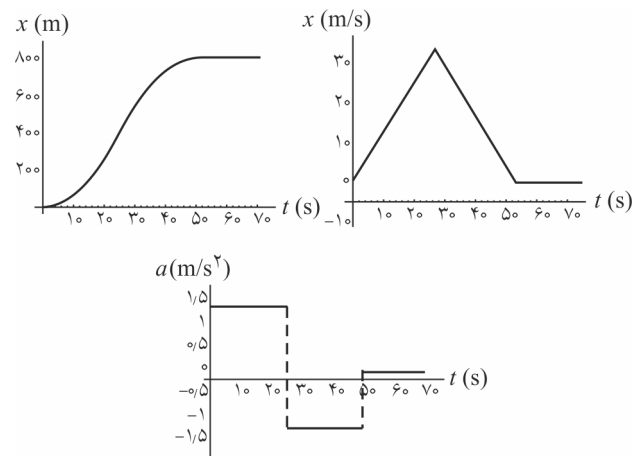 x (m)
۸۰۰
۶۰۰
۴۰۰
۲۰۰
۱۰ ۲۰ ۳۰ ۴۰ ۵۰ ۶۰ ۷۰ t (s)
x (m/s)
۳۰
۲۰
۱۰
۰
-۱۰
۱۰ ۲۰ ۳۰ ۴۰ ۵۰ ۶۰ ۷۰ t (s)
a (m/s²)
۱٫۵
۱
۰٫۵
۰
-۰٫۵
-۱
-۱٫۵
۱۰ ۲۰ ۳۰ ۴۰ ۵۰ ۶۰ ۷۰ t (s)